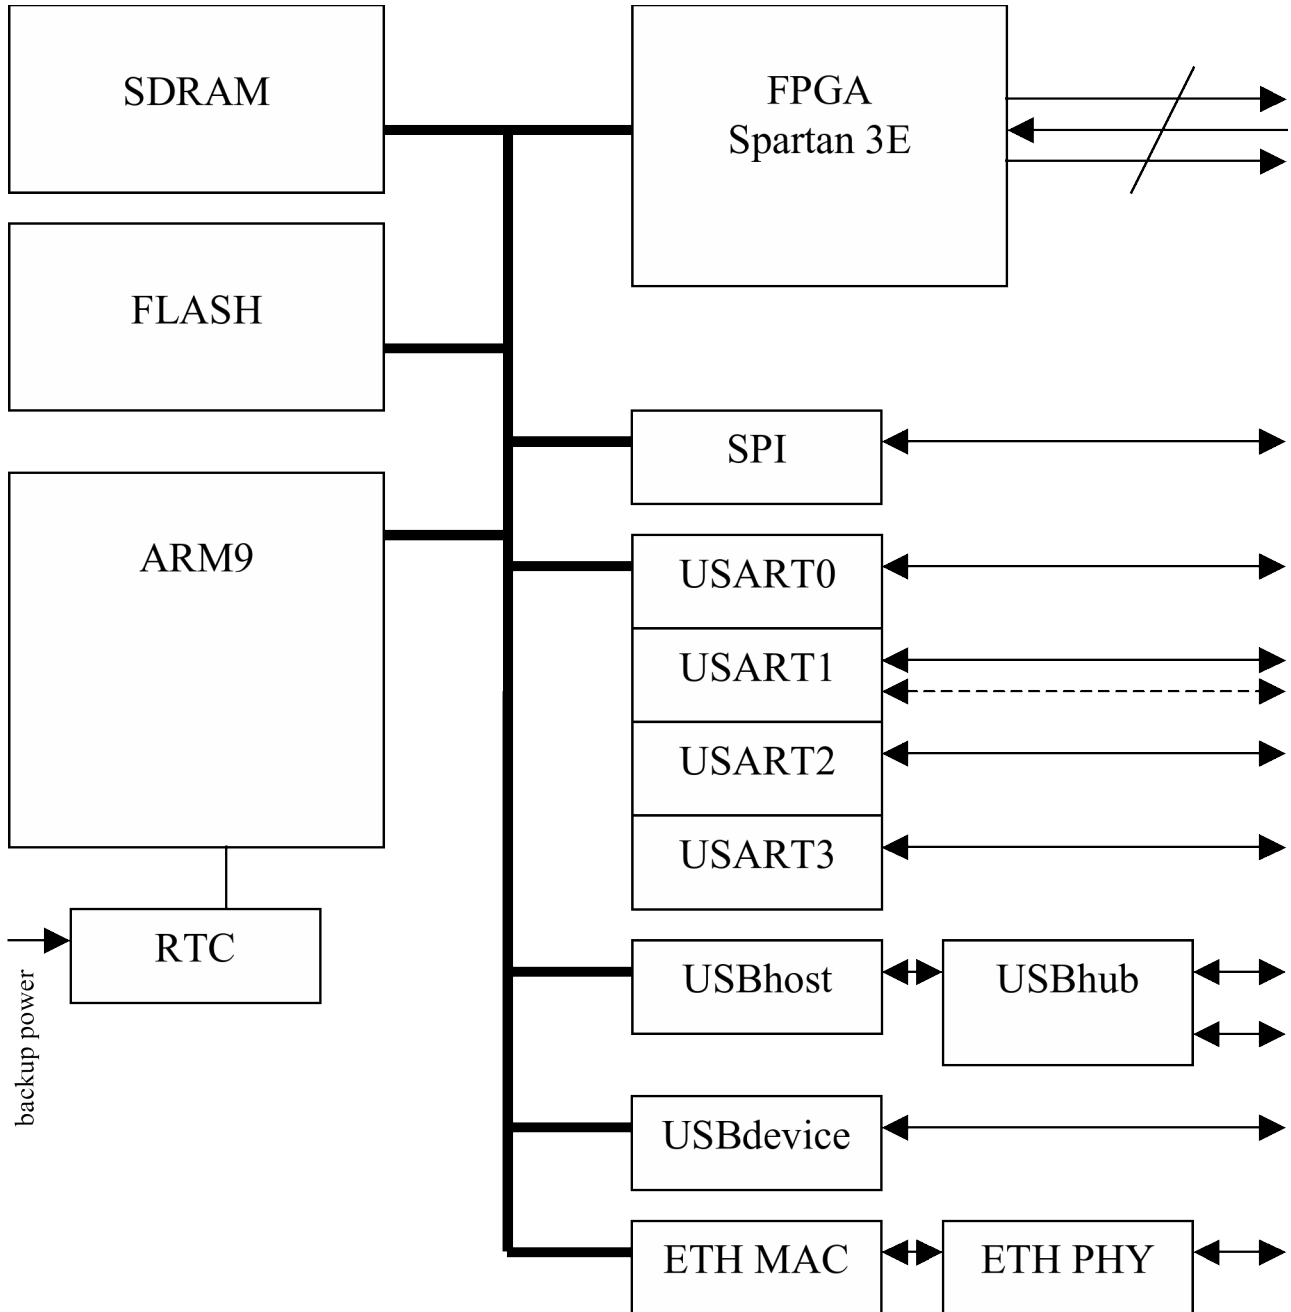 SDRAM
FPGA
Spartan 3E
FLASH
SPI
ARM9
USART0
USART1
USART2
USART3
RTC
backup power
USBhost
USBhub
USBdevice
ETH MAC
ETH PHY